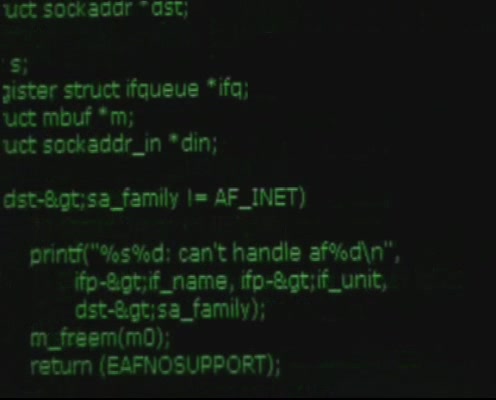 uct sockaddr *dst;
s;
gister struct ifqueue *ifq;
uct mbuf *m;
uct sockaddr_in *din;
dst-&gt;sa_family != AF_INET)
printf("%s%d: can't handle af%d\n",
ifp-&gt;if_name, ifp-&gt;if_unit,
dst-&gt;sa_family);
m_freem(m0);
return (EAFNOSUPPORT);